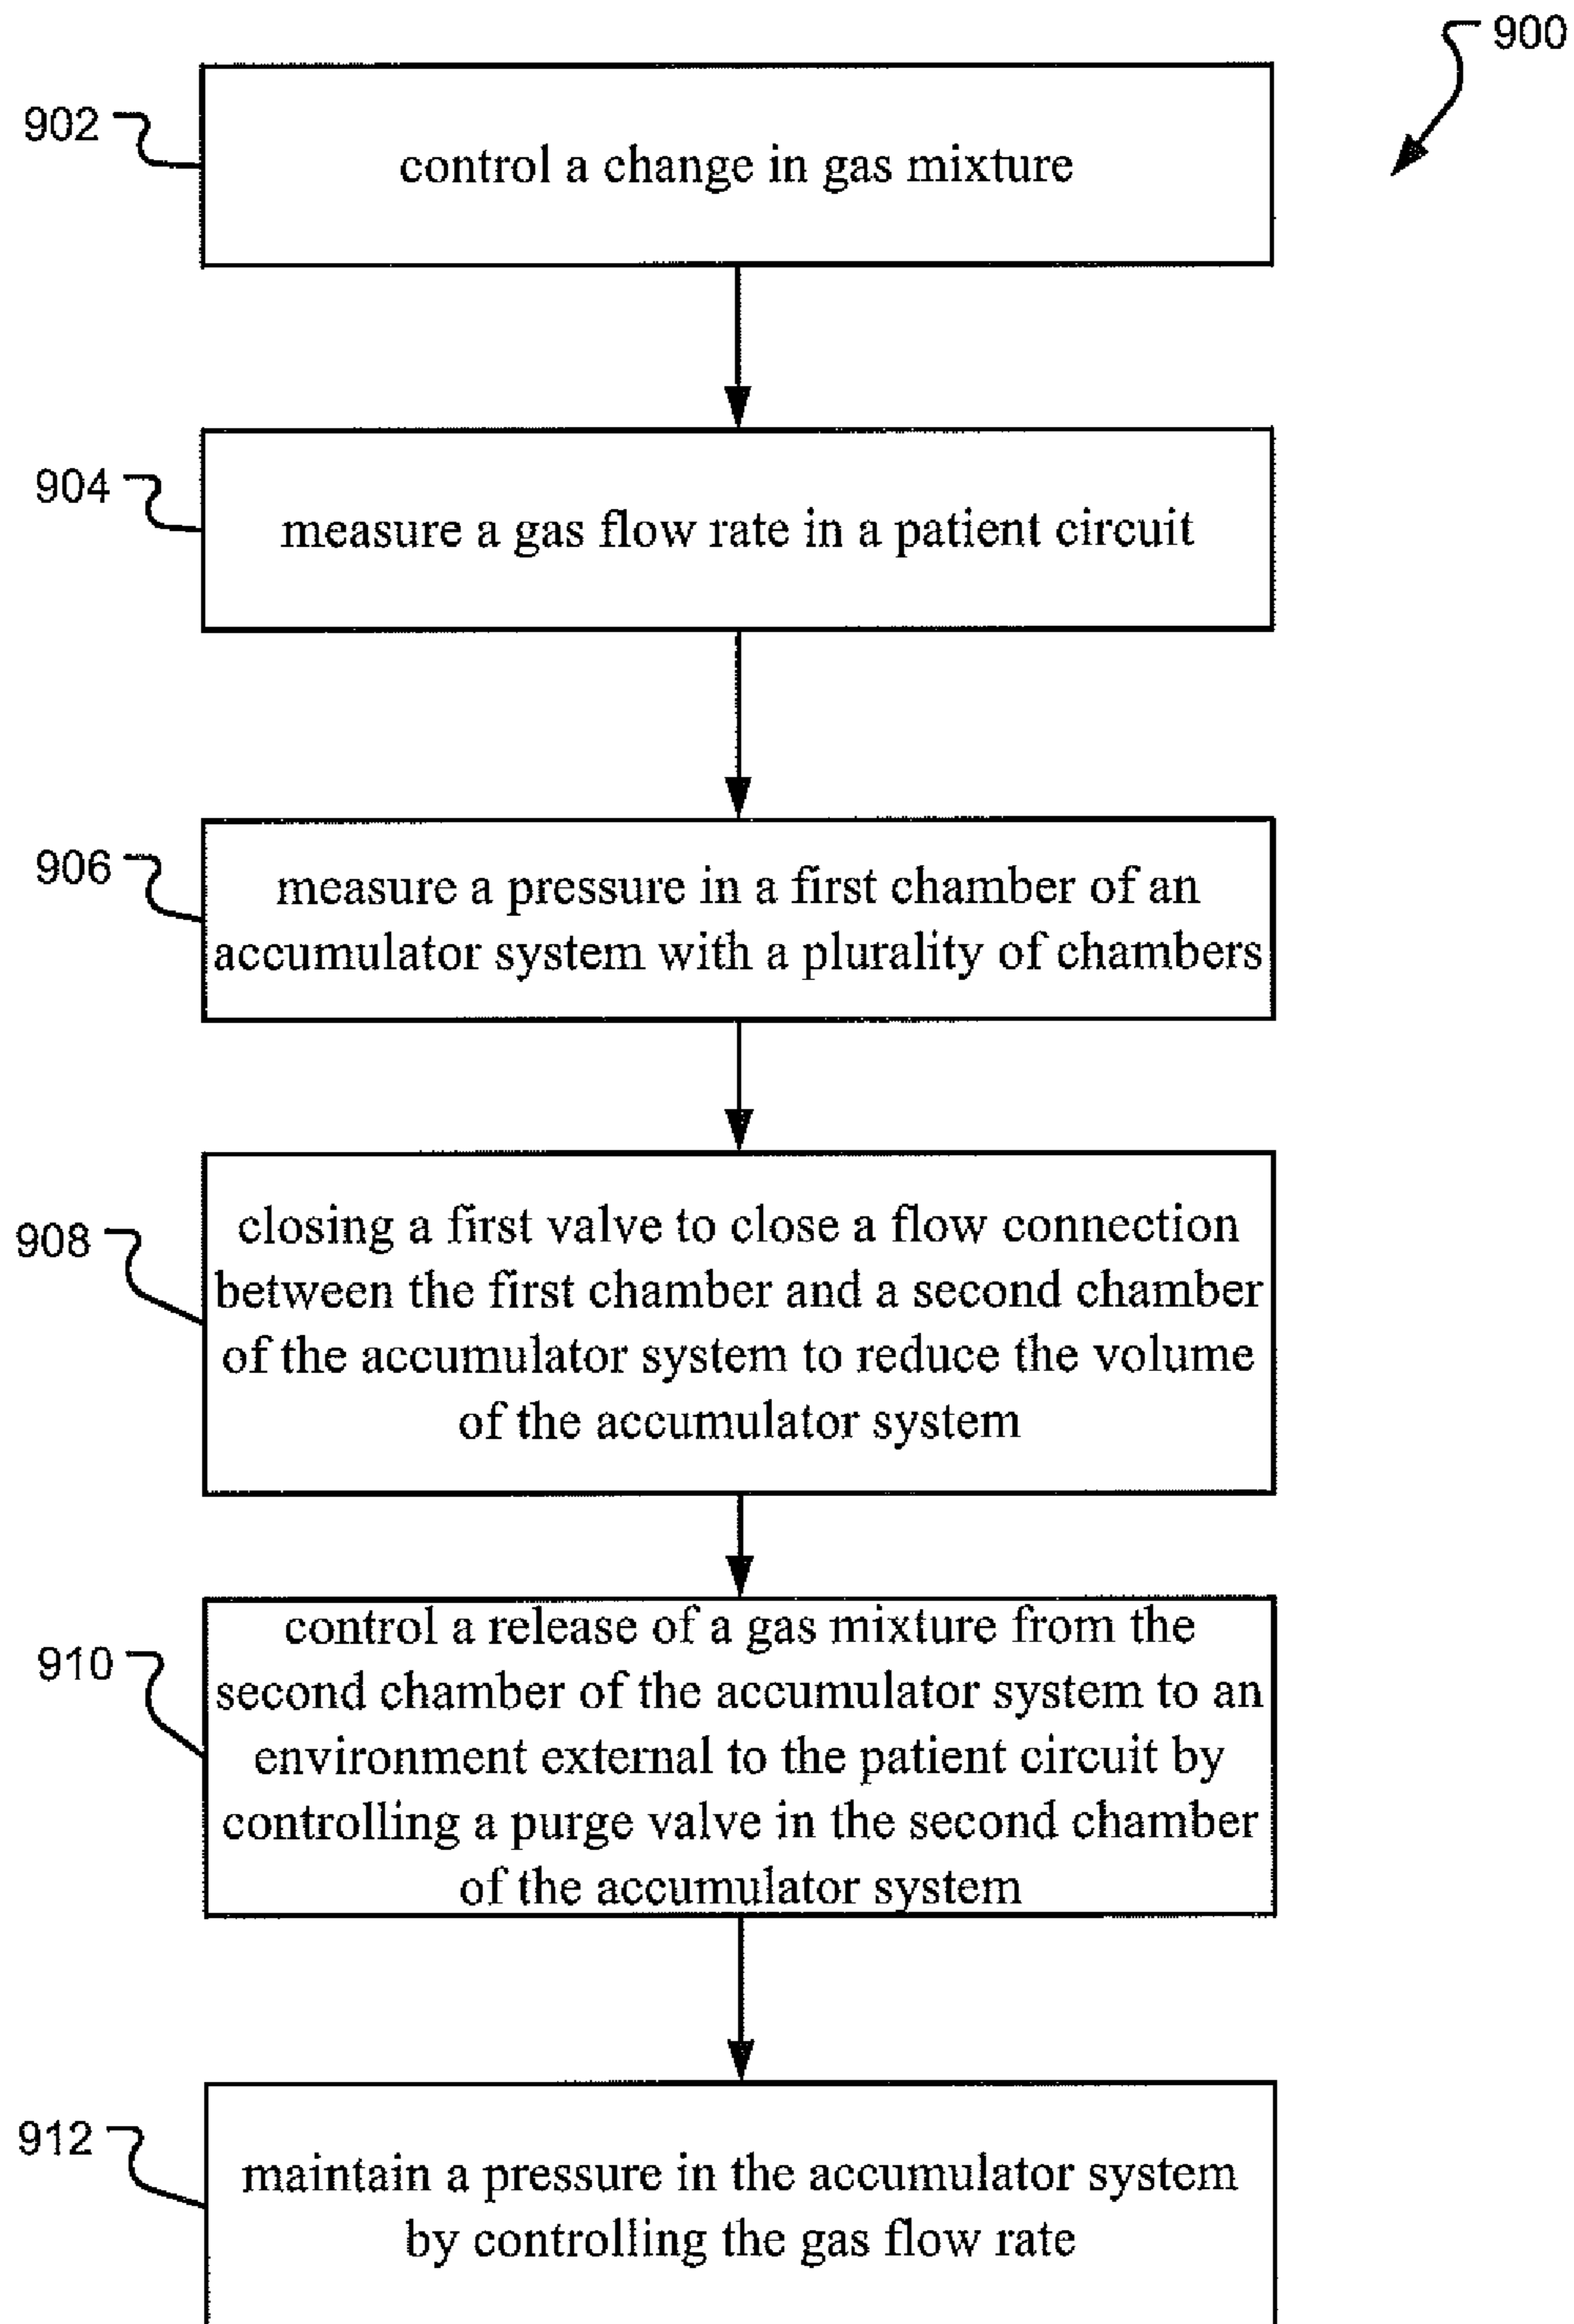 900
902
control a change in gas mixture
904
measure a gas flow rate in a patient circuit
906
measure a pressure in a first chamber of an
accumulator system with a plurality of chambers
908
closing a first valve to close a flow connection
between the first chamber and a second chamber
of the accumulator system to reduce the volume
of the accumulator system
910
control a release of a gas mixture from the
second chamber of the accumulator system to an
environment external to the patient circuit by
controlling a purge valve in the second chamber
of the accumulator system
912
maintain a pressure in the accumulator system
by controlling the gas flow rate